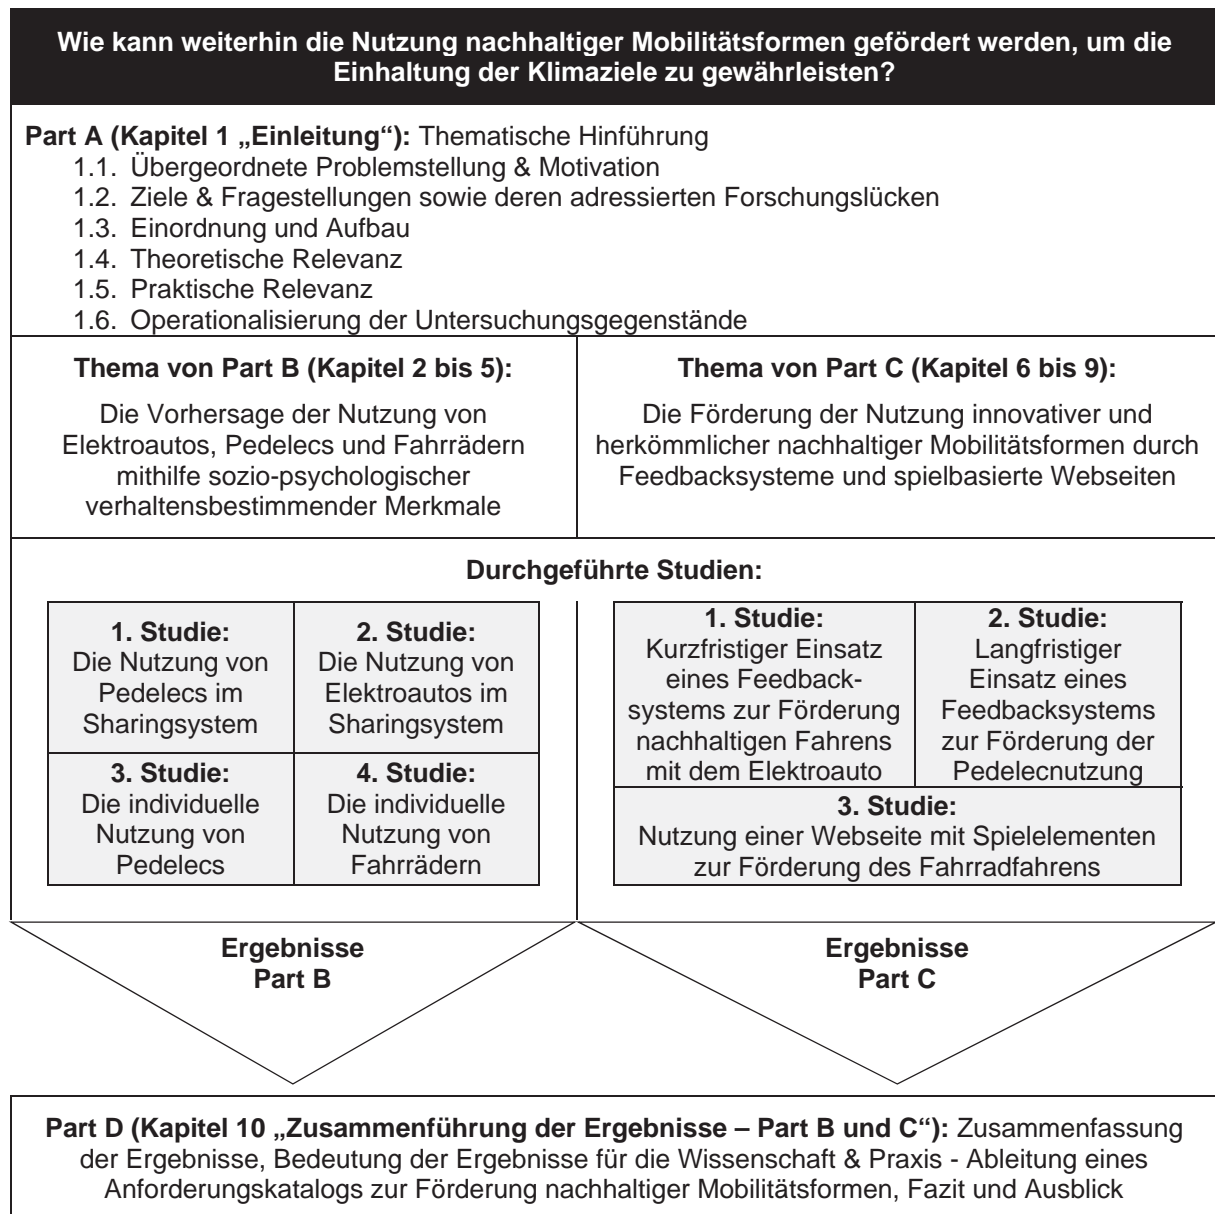 Wie kann weiterhin die Nutzung nachhaltiger Mobilitätsformen gefördert werden, um die
Einhaltung der Klimaziele zu gewährleisten?
Part A (Kapitel 1 „Einleitung“): Thematische Hinführung
1.1. Übergeordnete Problemstellung & Motivation
1.2. Ziele & Fragestellungen sowie deren adressierten Forschungslücken
1.3. Einordnung und Aufbau
1.4. Theoretische Relevanz
1.5. Praktische Relevanz
1.6. Operationalisierung der Untersuchungsgegenstände
Thema von Part B (Kapitel 2 bis 5):
Die Vorhersage der Nutzung von
Elektroautos, Pedelecs und Fahrrädern
mithilfe sozio-psychologischer
verhaltensbestimmender Merkmale
Thema von Part C (Kapitel 6 bis 9):
Die Förderung der Nutzung innovativer und
herkömmlicher nachhaltiger Mobilitätsformen durch
Feedbacksysteme und spielbasierte Webseiten
Durchgeführte Studien:
1. Studie:
Die Nutzung von
Pedelecs im
Sharingsystem
2. Studie:
Die Nutzung von
Elektroautos im
Sharingsystem
3. Studie:
Die individuelle
Nutzung von
Pedelecs
4. Studie:
Die individuelle
Nutzung von
Fahrrädern
1. Studie:
Kurzfristiger Einsatz
eines Feedback-
systems zur Förderung
nachhaltigen Fahrens
mit dem Elektroauto
2. Studie:
Langfristiger
Einsatz eines
Feedbacksystems
zur Förderung der
Pedelecnutzung
3. Studie:
Nutzung einer Webseite mit Spielelementen
zur Förderung des Fahrradfahrens
Ergebnisse
Part B
Ergebnisse
Part C
Part D (Kapitel 10 „Zusammenführung der Ergebnisse – Part B und C“): Zusammenfassung
der Ergebnisse, Bedeutung der Ergebnisse für die Wissenschaft & Praxis - Ableitung eines
Anforderungskatalogs zur Förderung nachhaltiger Mobilitätsformen, Fazit und Ausblick